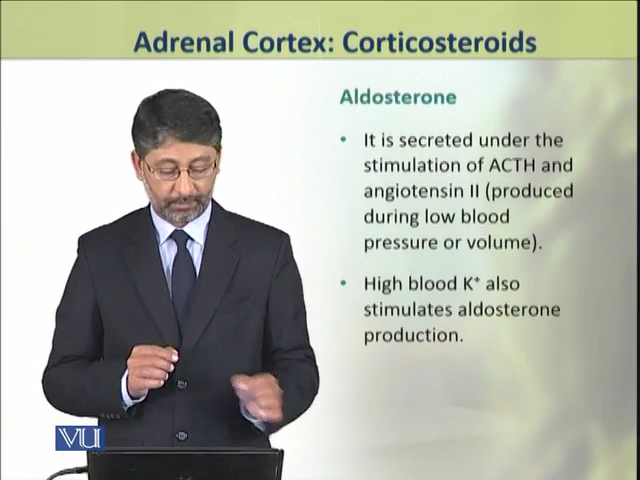 Adrenal Cortex: Corticosteroids
Aldosterone
• It is secreted under the
stimulation of ACTH and
angiotensin II (produced
during low blood
pressure or volume).
• High blood K⁺ also
stimulates aldosterone
production.
VU